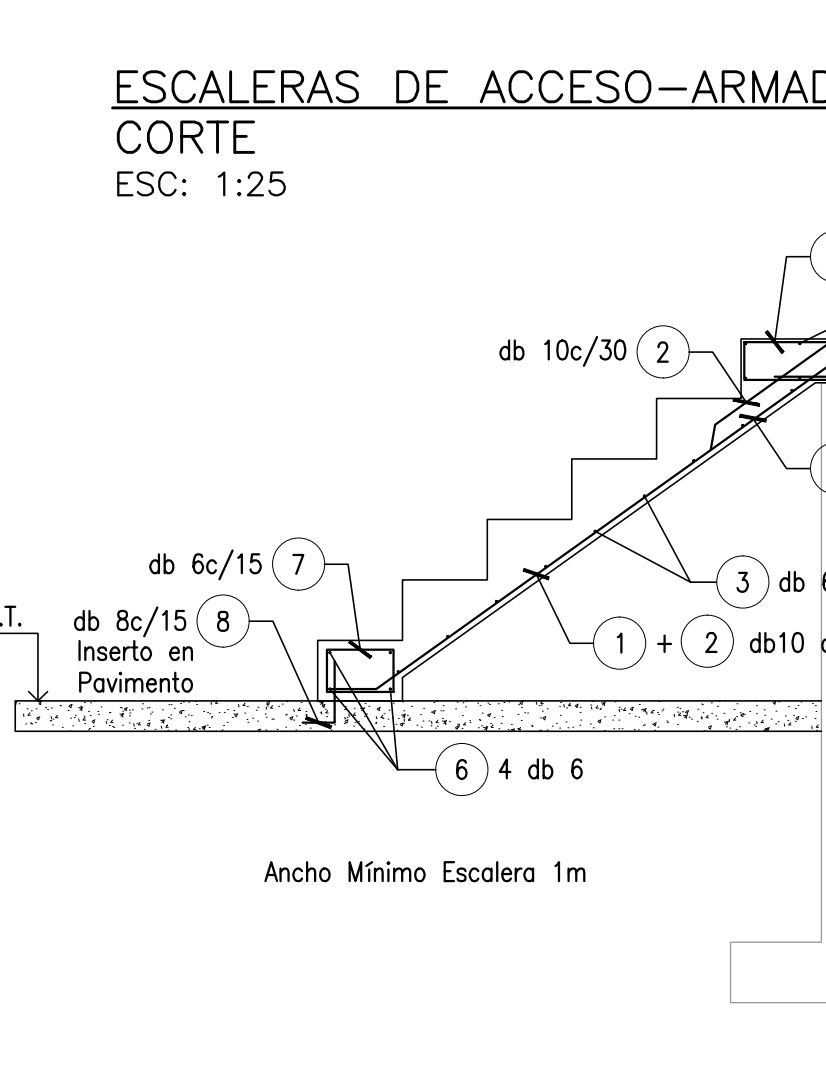 ESCALERAS DE ACCESO-ARMAD
CORTE
ESC: 1:25
db 10c/30 2
db 6c/15 7
3 db 6
.T.
db 8c/15 8
Inserto en
Pavimento
1 + 2 db10
6 4 db 6
Ancho Mínimo Escalera 1m